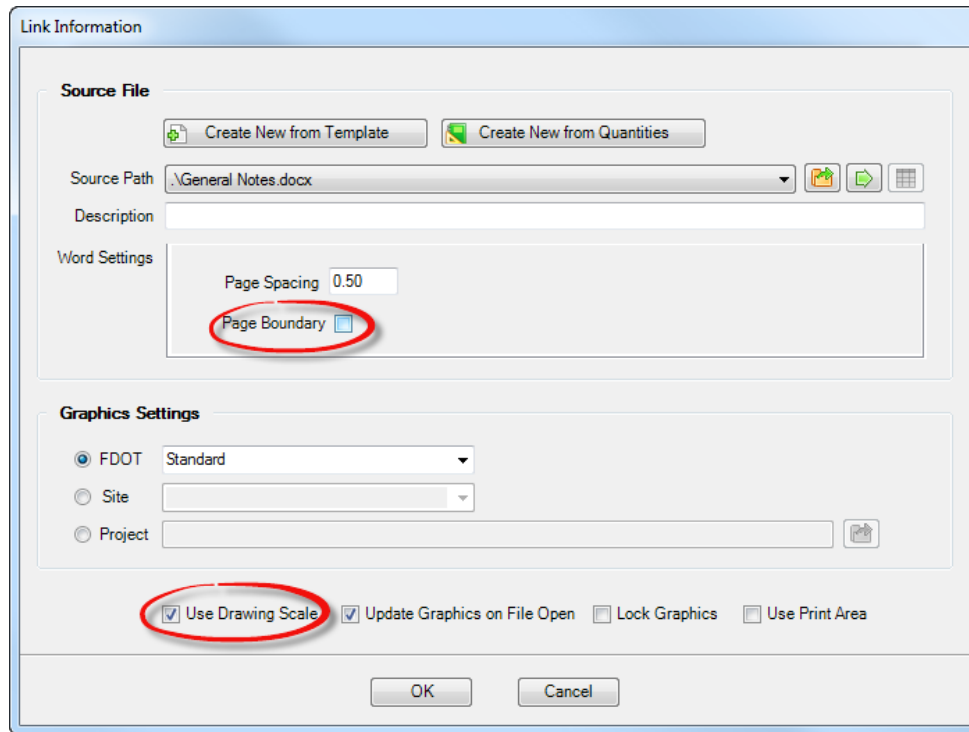 Link Information
Source File
Create New from Template Create New from Quantities
Source Path .\General Notes.docx
Description
Word Settings
Page Spacing 0.50
Page Boundary
Graphics Settings
FDOT Standard
Site
Project
Use Drawing Scale Update Graphics on File Open Lock Graphics Use Print Area
OK Cancel